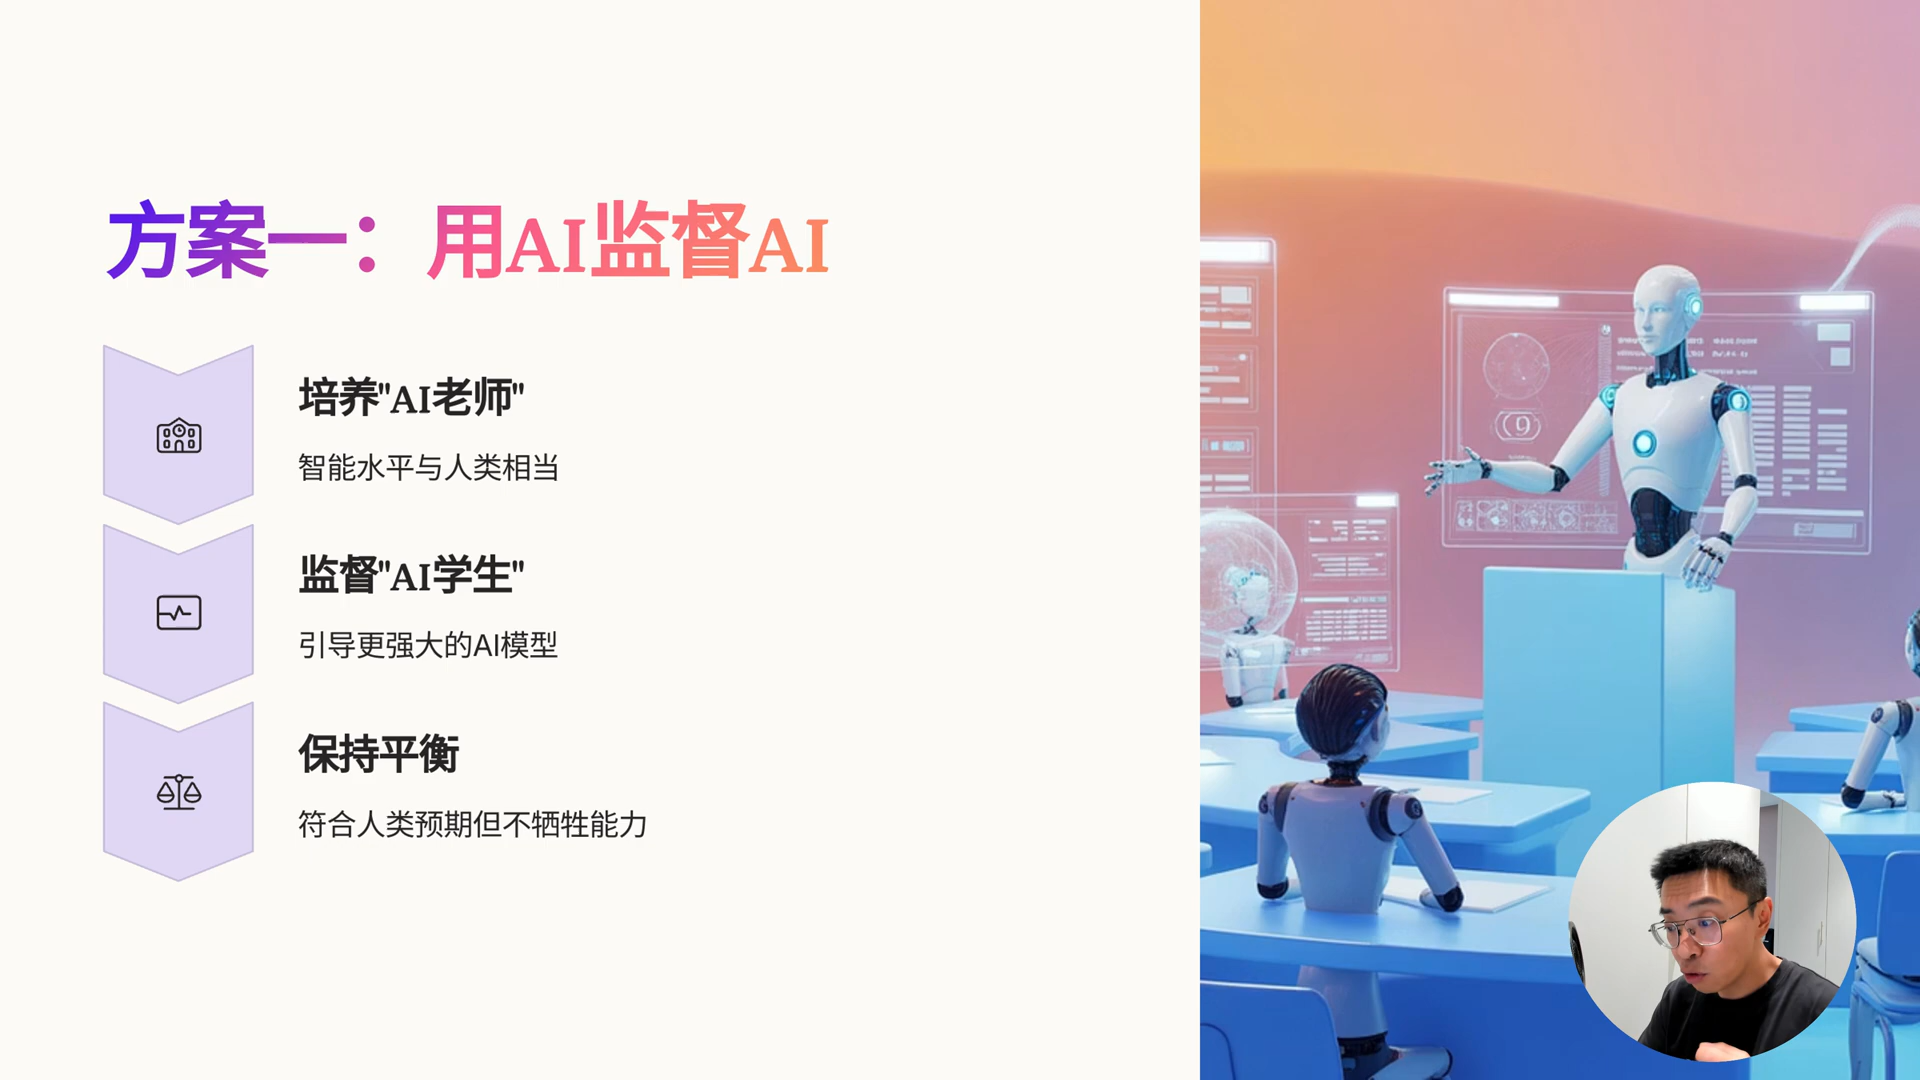 方案一：用AI监督AI
培养"AI老师"
智能水平与人类相当
监督"AI学生"
引导更强大的AI模型
保持平衡
符合人类预期但不牺牲能力